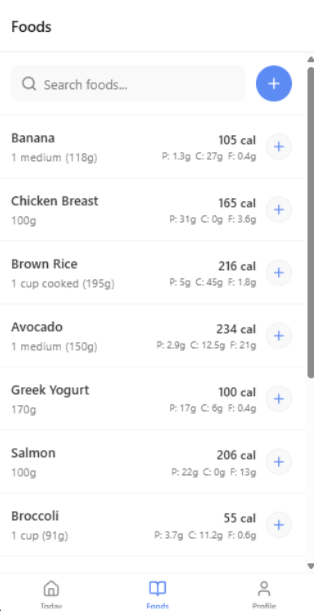 Foods
Search foods...
Banana
105 cal
1 medium (118g)
P: 1.3g C: 27g F: 0.4g
Chicken Breast
165 cal
100g
P: 31g C: 0g F: 3.6g
Brown Rice
216 cal
1 cup cooked (195g)
P: 5g C: 45g F: 1.8g
Avocado
234 cal
1 medium (150g)
P: 2.9g C: 12.5g F: 21g
Greek Yogurt
100 cal
170g
P: 17g C: 6g F: 0.4g
Salmon
206 cal
100g
P: 22g C: 0g F: 13g
Broccoli
55 cal
1 cup (91g)
P: 3.7g C: 11.2g F: 0.6g
Today
Foods
Profile